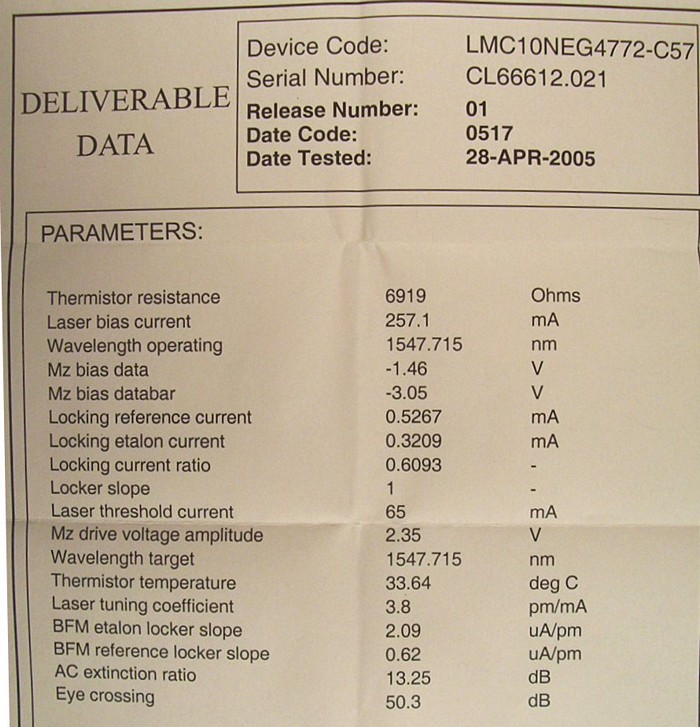 DELIVERABLE
DATA
Device Code: LMC10NEG4772-C57
Serial Number: CL66612.021
Release Number: 01
Date Code: 0517
Date Tested: 28-APR-2005
PARAMETERS:
Thermistor resistance 6919 Ohms
Laser bias current 257.1 mA
Wavelength operating 1547.715 nm
Mz bias data -1.46 V
Mz bias databar -3.05 V
Locking reference current 0.5267 mA
Locking etalon current 0.3209 mA
Locking current ratio 0.6093 -
Locker slope 1 -
Laser threshold current 65 mA
Mz drive voltage amplitude 2.35 V
Wavelength target 1547.715 nm
Thermistor temperature 33.64 deg C
Laser tuning coefficient 3.8 pm/mA
BFM etalon locker slope 2.09 uA/pm
BFM reference locker slope 0.62 uA/pm
AC extinction ratio 13.25 dB
Eye crossing 50.3 dB